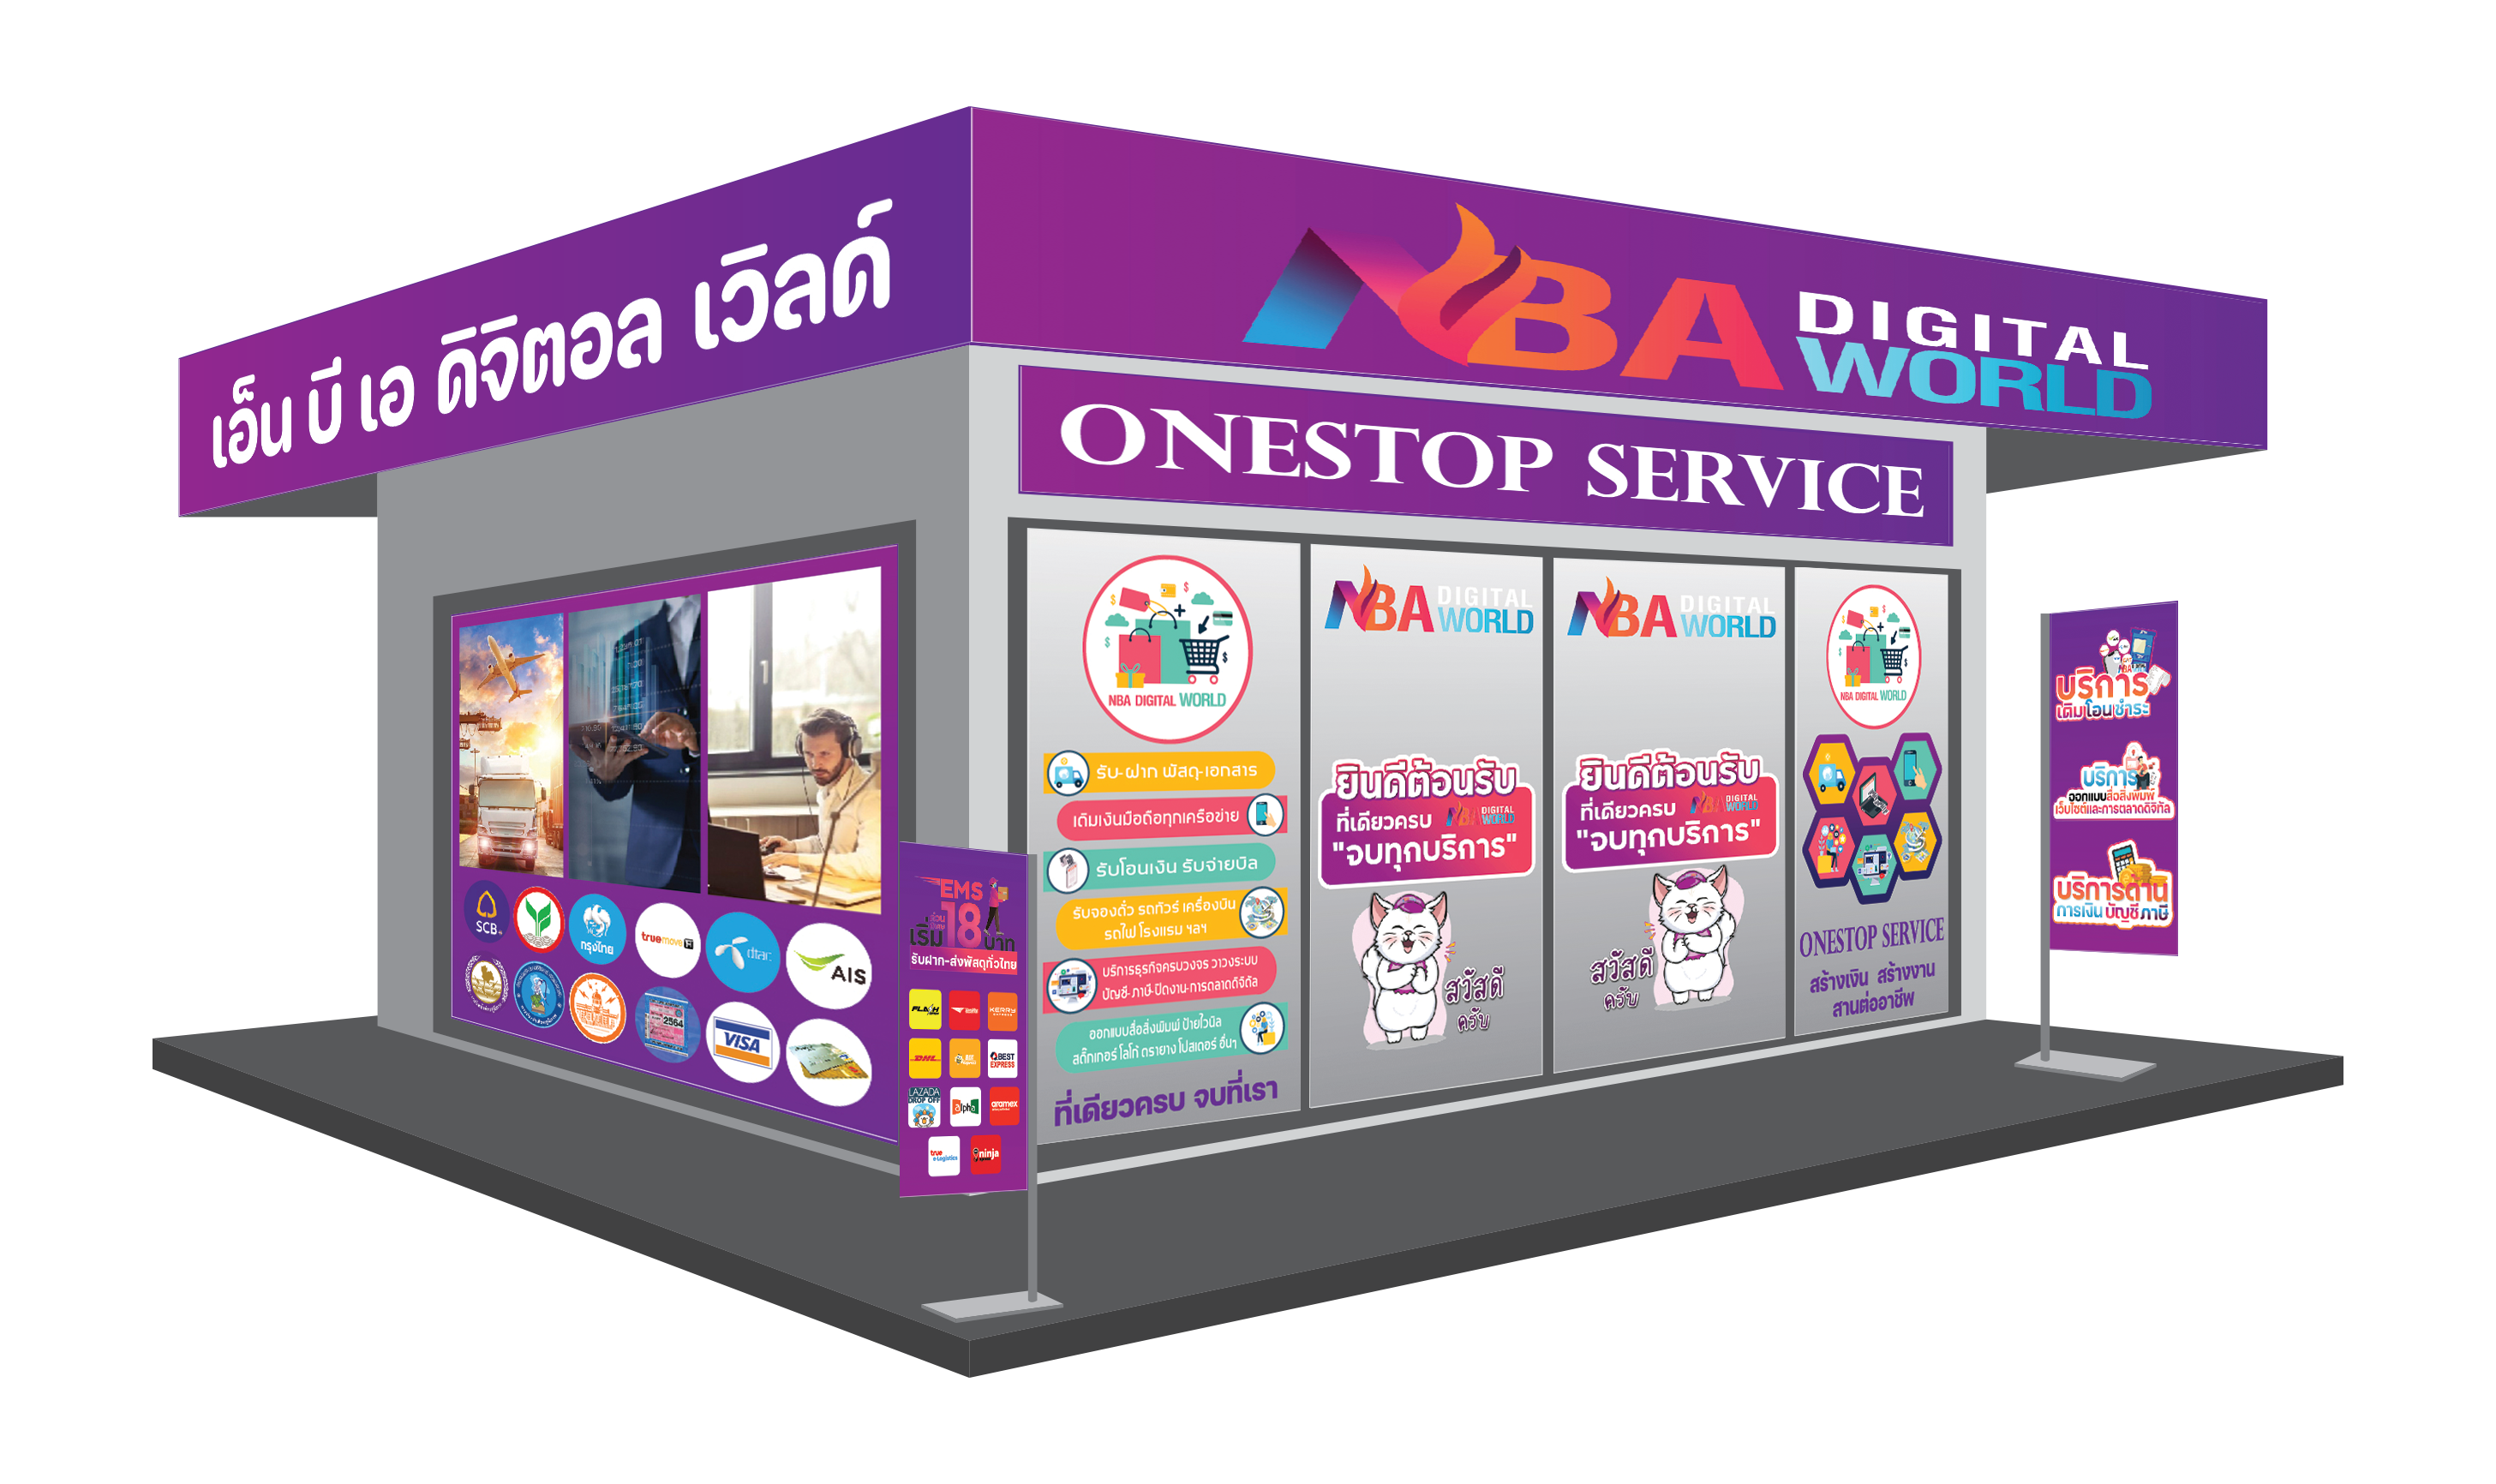 เอ็น บี เอ ดิจิตอล เวิลด์
NBA DIGITAL
WORLD
ONESTOP SERVICE
SCB
กรุงไทย
truemove H
dtac
AIS
2564
VISA
EMS
เริ่ม 18 บาท
รับฝาก-ส่งพัสดุทั่วไทย
FLASH
KERRY
EXPRESS
DHL
BEST
EXPRESS
LAZADA
DROP OFF
alpha
aramex
true
e-Logistics
ninja
NBA DIGITAL WORLD
รับ-ฝาก พัสดุ-เอกสาร
เติมเงินมือถือทุกเครือข่าย
รับโอนเงิน รับจ่ายบิล
รับจองตั๋ว รถทัวร์ เครื่องบิน
รถไฟ โรงแรม ฯลฯ
บริการธุรกิจครบวงจร วางระบบ
บัญชี-ภาษี-ปิดงาน-การตลาดดิจิทัล
ออกแบบสื่อสิ่งพิมพ์ ป้ายไวนิล
สติ๊กเกอร์ โลโก้ ตรายาง โปสเตอร์ อื่นๆ
ที่เดียวครบ จบที่เรา
NBA DIGITAL
WORLD
ยินดีต้อนรับ
ที่เดียวครบ NBA DIGITAL WORLD
"จบทุกบริการ"
สวัสดี
ครับ
NBA DIGITAL
WORLD
ยินดีต้อนรับ
ที่เดียวครบ NBA DIGITAL WORLD
"จบทุกบริการ"
สวัสดี
ครับ
NBA DIGITAL WORLD
ONESTOP SERVICE
สร้างเงิน สร้างงาน
สานต่ออาชีพ
บริการ
เติมโอนชำระ
บริการ
ออกแบบสื่อสิ่งพิมพ์
เว็บไซต์และการตลาดดิจิทัล
บริการด้าน
การเงิน บัญชี ภาษี